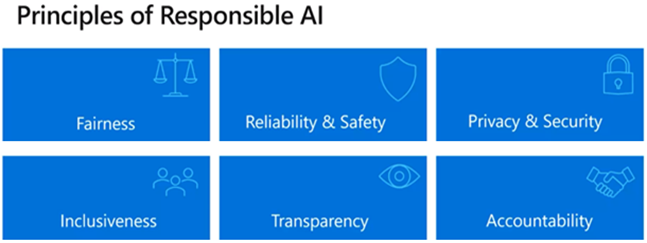 Principles of Responsible AI
Fairness
Reliability & Safety
Privacy & Security
Inclusiveness
Transparency
Accountability